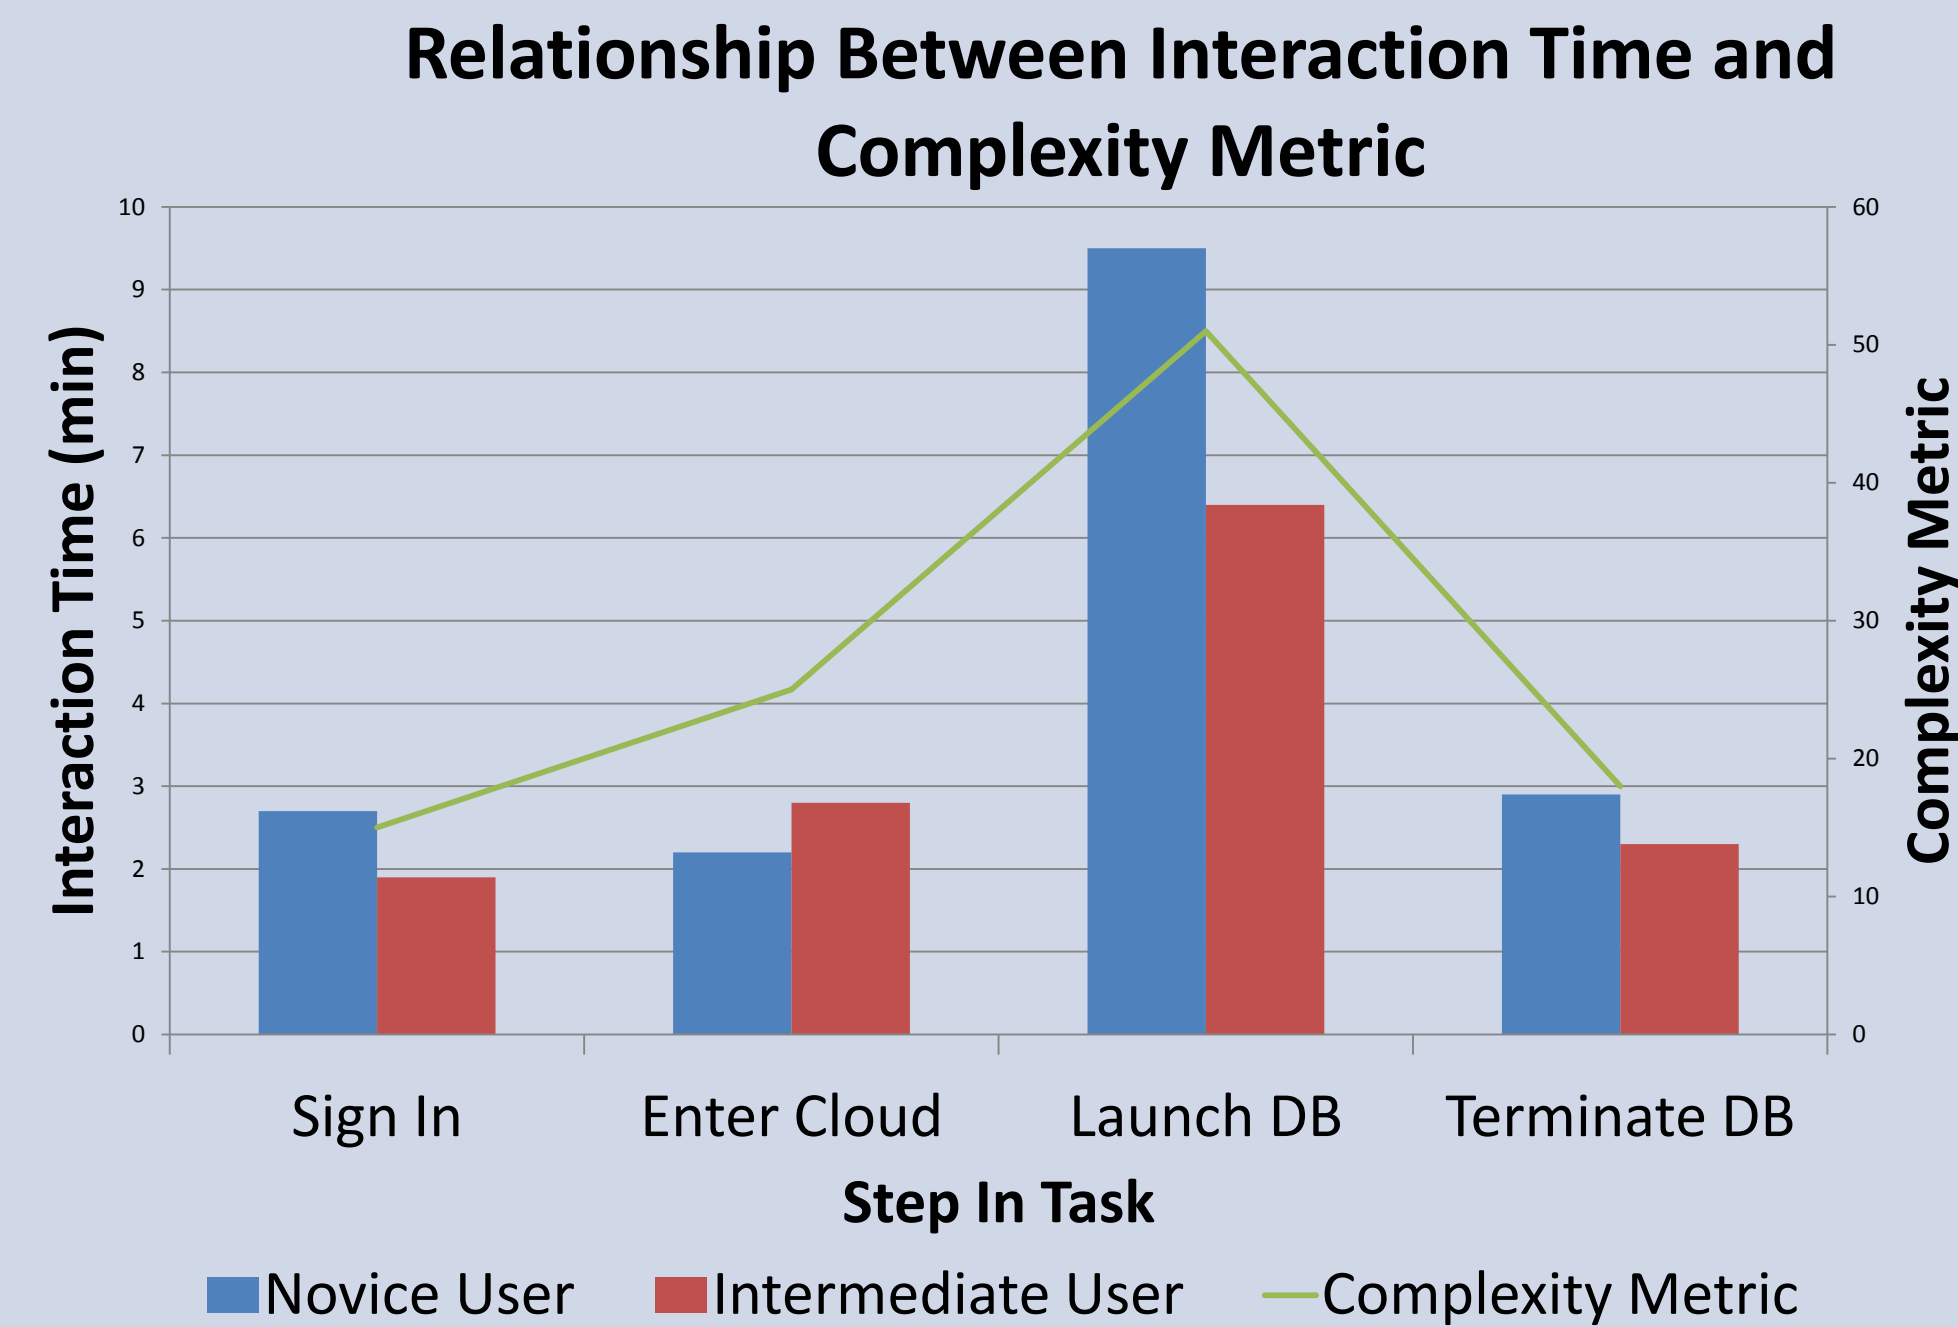 Relationship Between Interaction Time and
Complexity Metric
Interaction Time (min)
10
9
8
7
6
5
4
3
2
1
0
60
50
40
30
20
10
0
Complexity Metric
Sign In
Enter Cloud
Launch DB
Terminate DB
Step In Task
Novice User
Intermediate User
Complexity Metric